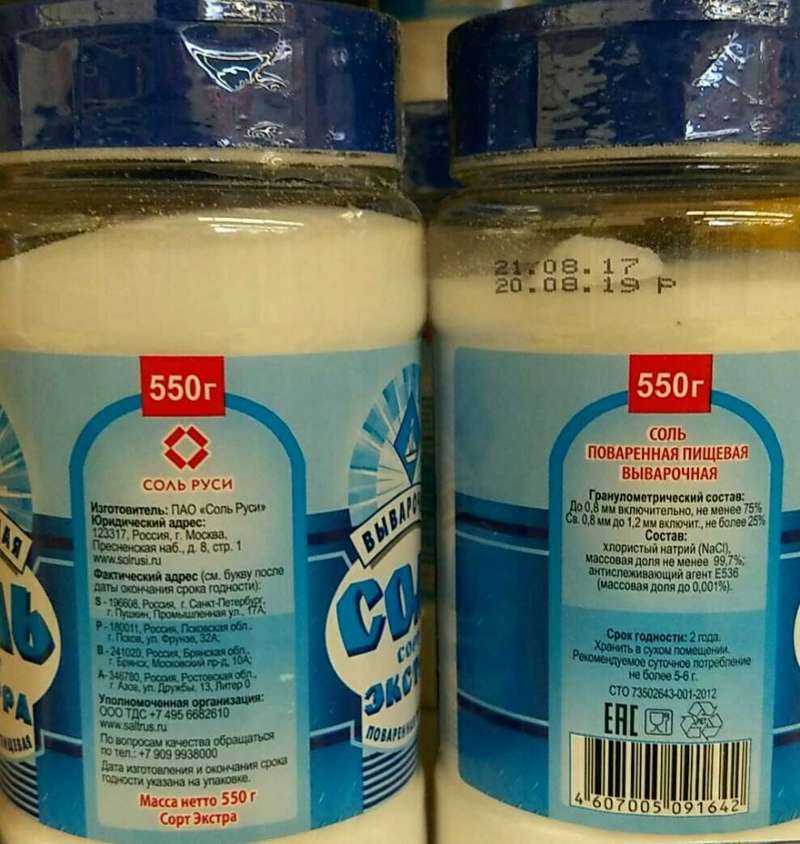 550г
СОЛЬ РУСИ
Изготовитель: ПАО «Соль Руси»
Юридический адрес:
123317, Россия, г. Москва,
Пресненская наб., д. 8, стр. 1
www.solrusi.ru
Фактический адрес (см. букву после
даты окончания срока годности):
S - 196608, Россия, г. Санкт-Петербург,
г. Пушкин, Промышленная ул., 17А;
P - 180011, Россия, Псковская обл.,
г. Псков, ул. Фрунзе, 32А;
B - 241020, Россия, Брянская обл.,
г. Брянск, Московский пр-д, 10А;
A - 346780, Россия, Ростовская обл.,
г. Азов, ул. Дружбы, 13, Литер 0
Уполномоченная организация:
ООО ТДС +7 495 6682610
www.saltrus.ru
По вопросам качества обращаться
по тел.: +7 909 9938000
Дата изготовления и окончания срока
годности указана на упаковке.
Масса нетто 550 г
Сорт Экстра
21.08.17
20.08.19 P
550г
СОЛЬ
ПОВАРЕННАЯ ПИЩЕВАЯ
ВЫВАРОЧНАЯ
Гранулометрический состав:
До 0,8 мм включительно, не менее 75%
Св. 0,8 мм до 1,2 мм включит., не более 25%
Состав:
хлористый натрий (NaCl),
массовая доля не менее 99,7%;
антислеживающий агент Е536
(массовая доля до 0,001%).
Срок годности: 2 года.
Хранить в сухом помещении.
Рекомендуемое суточное потребление
не более 5-6 г.
СТО 73502643-001-2012
EAC
4 607005 091642